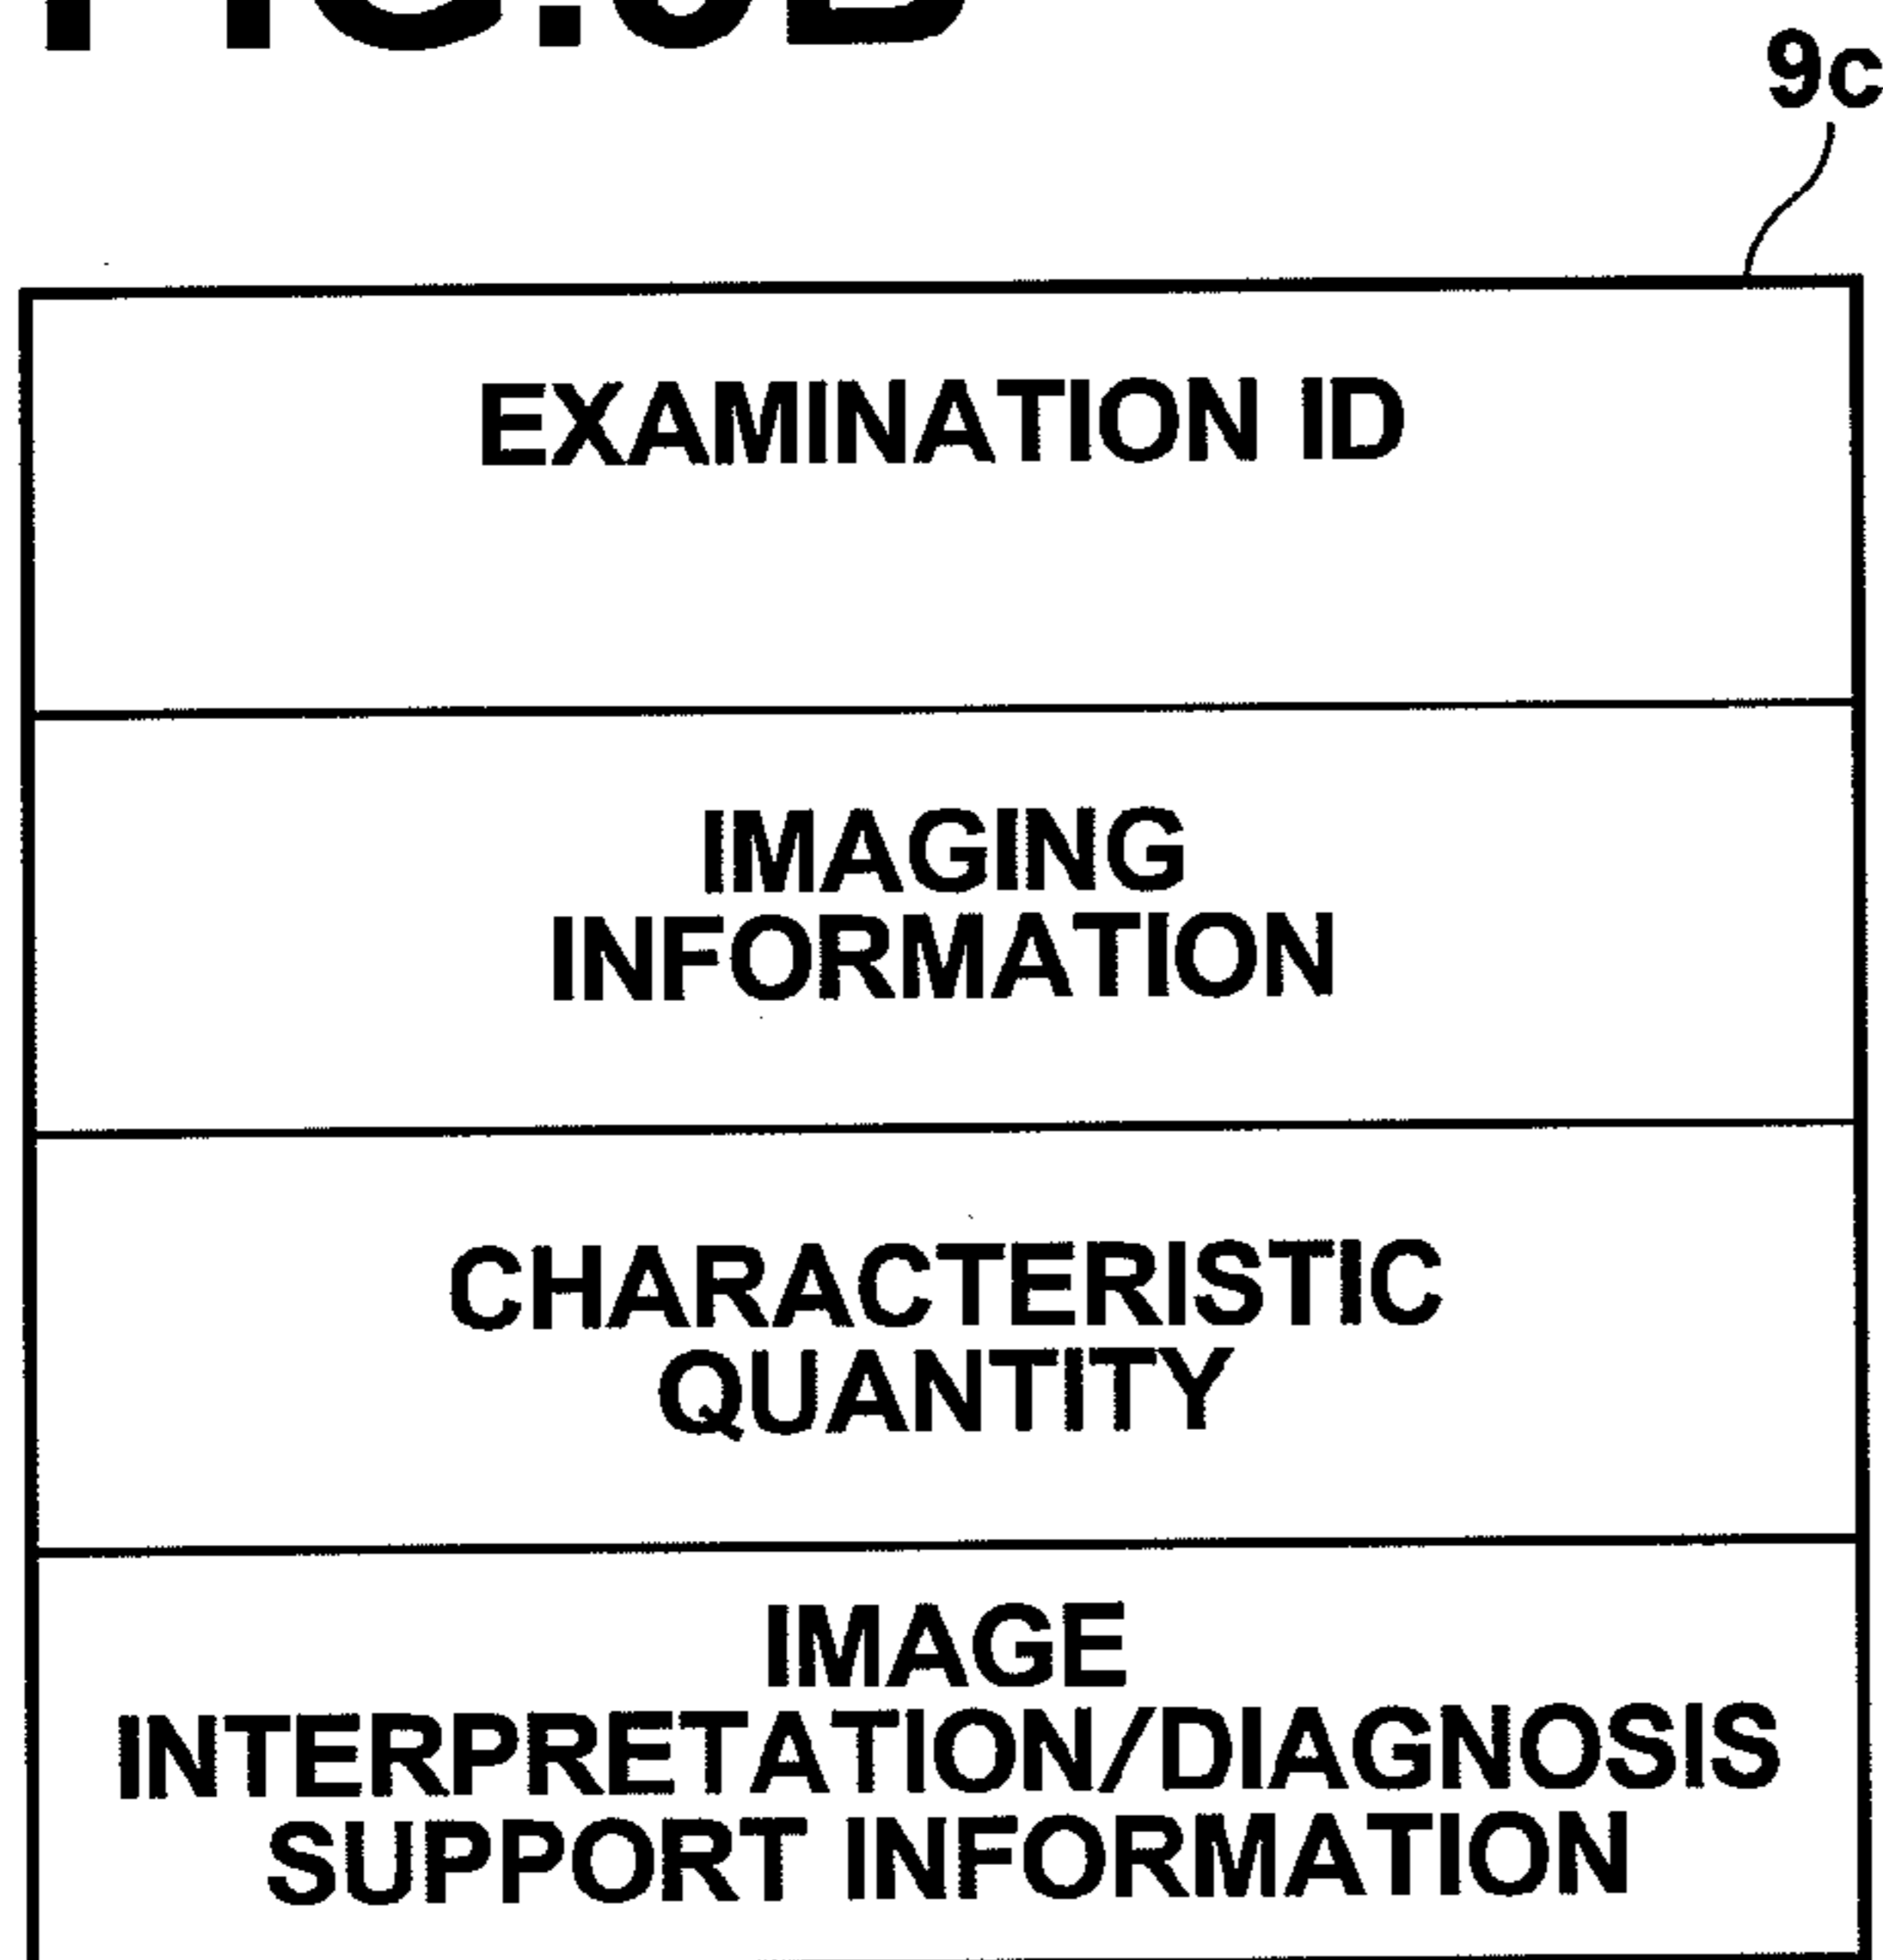 9c
EXAMINATION ID
IMAGING
INFORMATION
CHARACTERISTIC
QUANTITY
IMAGE
INTERPRETATION/DIAGNOSIS
SUPPORT INFORMATION